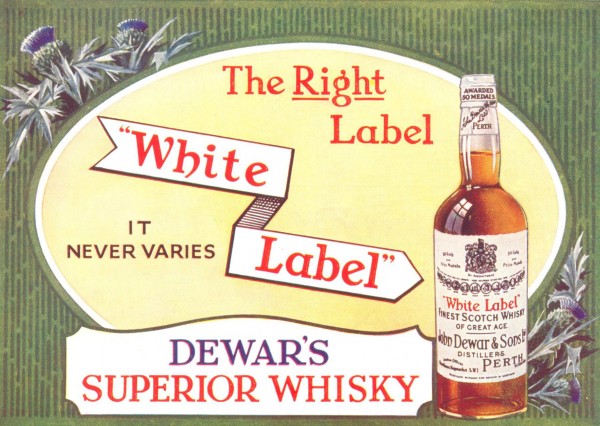 The Right
Label
"White
Label"
IT
NEVER VARIES
DEWAR'S
SUPERIOR WHISKY
AWARDED
50 MEDALS
PERTH
"White Label"
FINEST SCOTCH WHISKY
OF GREAT AGE
John Dewar & Sons Ld
DISTILLERS
PERTH